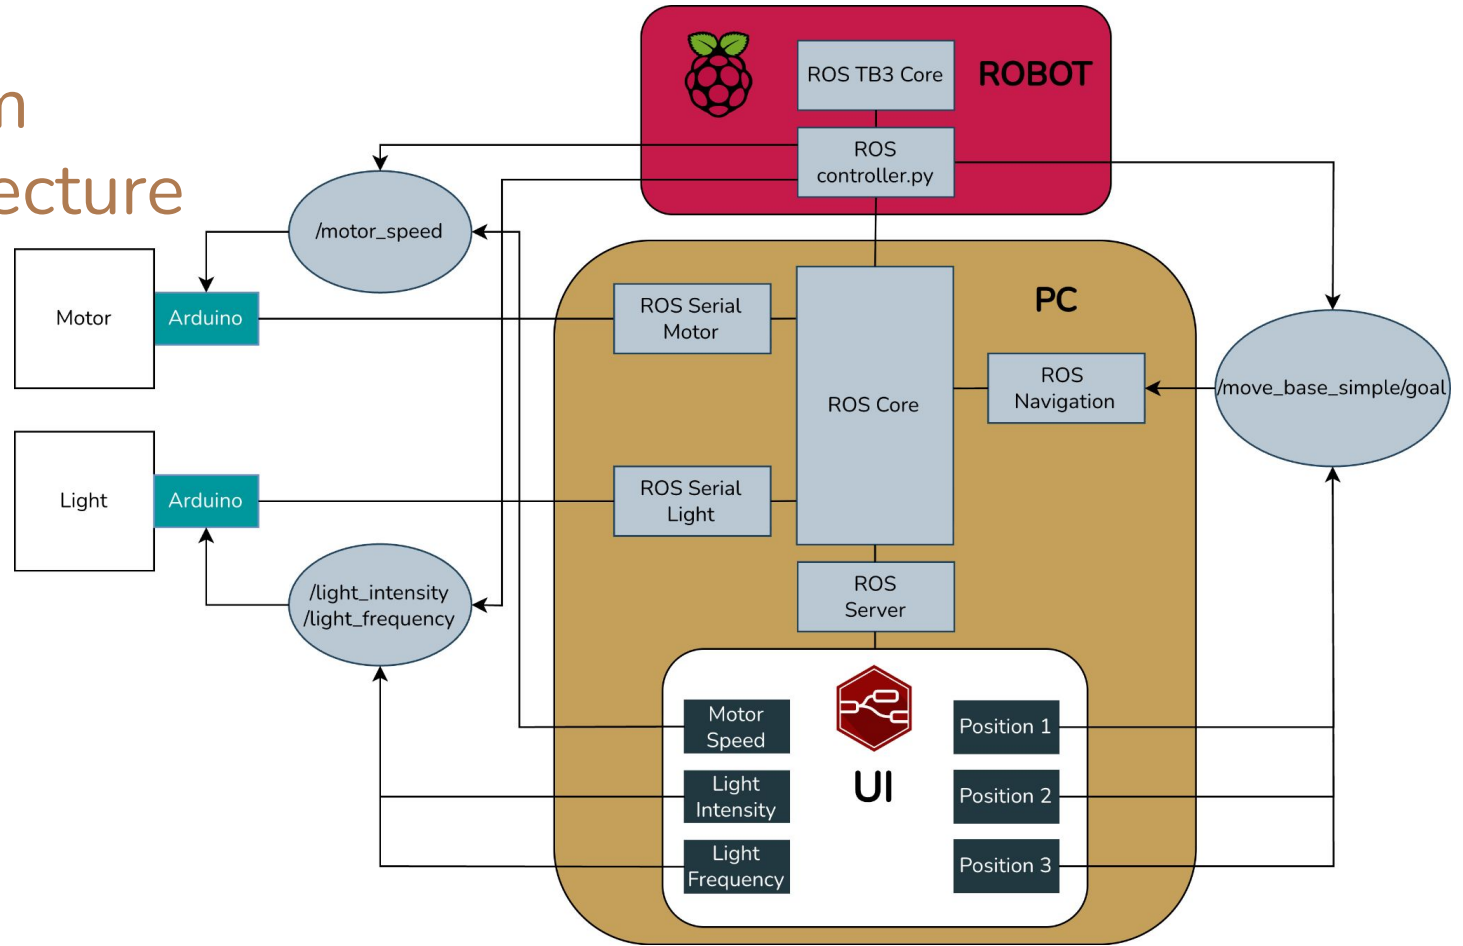 ecture
ROS TB3 Core
ROBOT
ROS
controller.py
/motor_speed
Motor
Arduino
ROS Serial
Motor
PC
ROS Core
ROS
Navigation
/move_base_simple/goal
Light
Arduino
ROS Serial
Light
/light_intensity
/light_frequency
ROS
Server
Motor
Speed
Light
Intensity
Light
Frequency
UI
Position 1
Position 2
Position 3